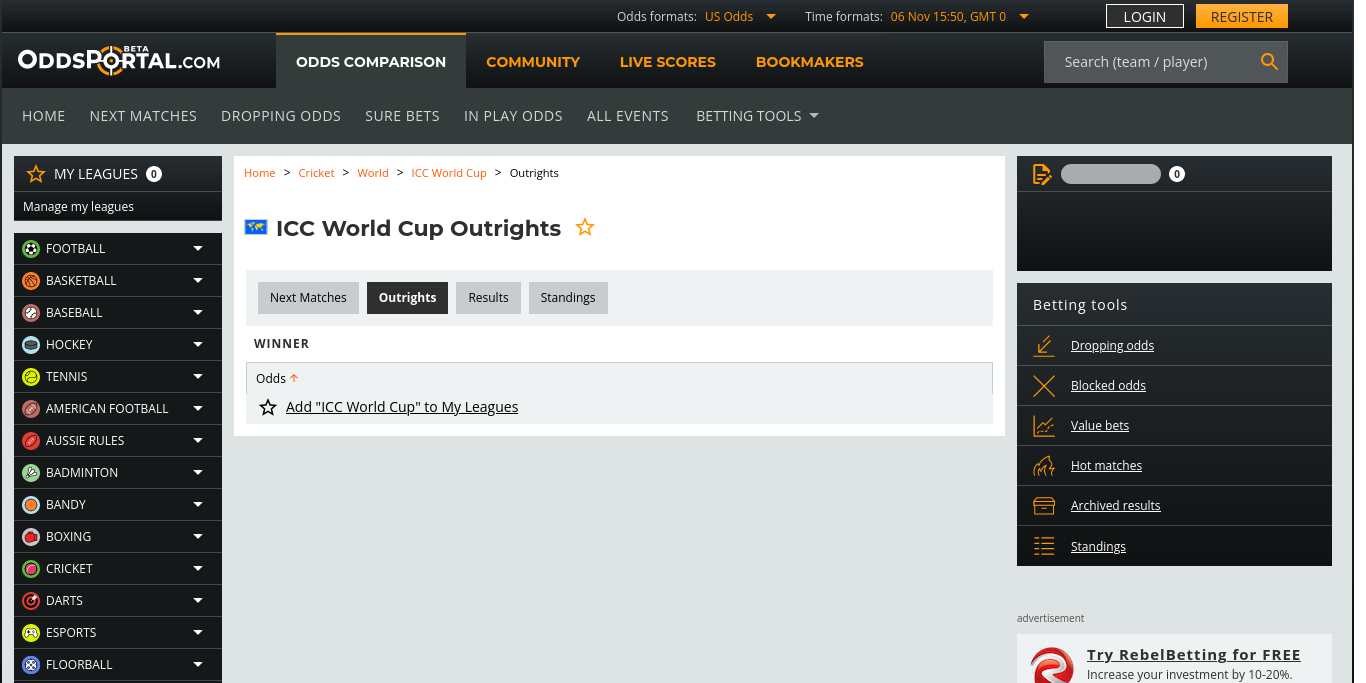 Odds formats: US Odds Time formats: 06 Nov 15:50, GMT 0 LOGIN REGISTER
ODDSPORTAL.COM BETA ODDS COMPARISON COMMUNITY LIVE SCORES BOOKMAKERS Search (team / player)
HOME NEXT MATCHES DROPPING ODDS SURE BETS IN PLAY ODDS ALL EVENTS BETTING TOOLS
MY LEAGUES 0
Manage my leagues
FOOTBALL
BASKETBALL
BASEBALL
HOCKEY
TENNIS
AMERICAN FOOTBALL
AUSSIE RULES
BADMINTON
BANDY
BOXING
CRICKET
DARTS
ESPORTS
FLOORBALL
Home > Cricket > World > ICC World Cup > Outrights
ICC World Cup Outrights
Next Matches Outrights Results Standings
WINNER
Odds
Add "ICC World Cup" to My Leagues
0
Betting tools
Dropping odds
Blocked odds
Value bets
Hot matches
Archived results
Standings
advertisement
Try RebelBetting for FREE
Increase your investment by 10-20%.